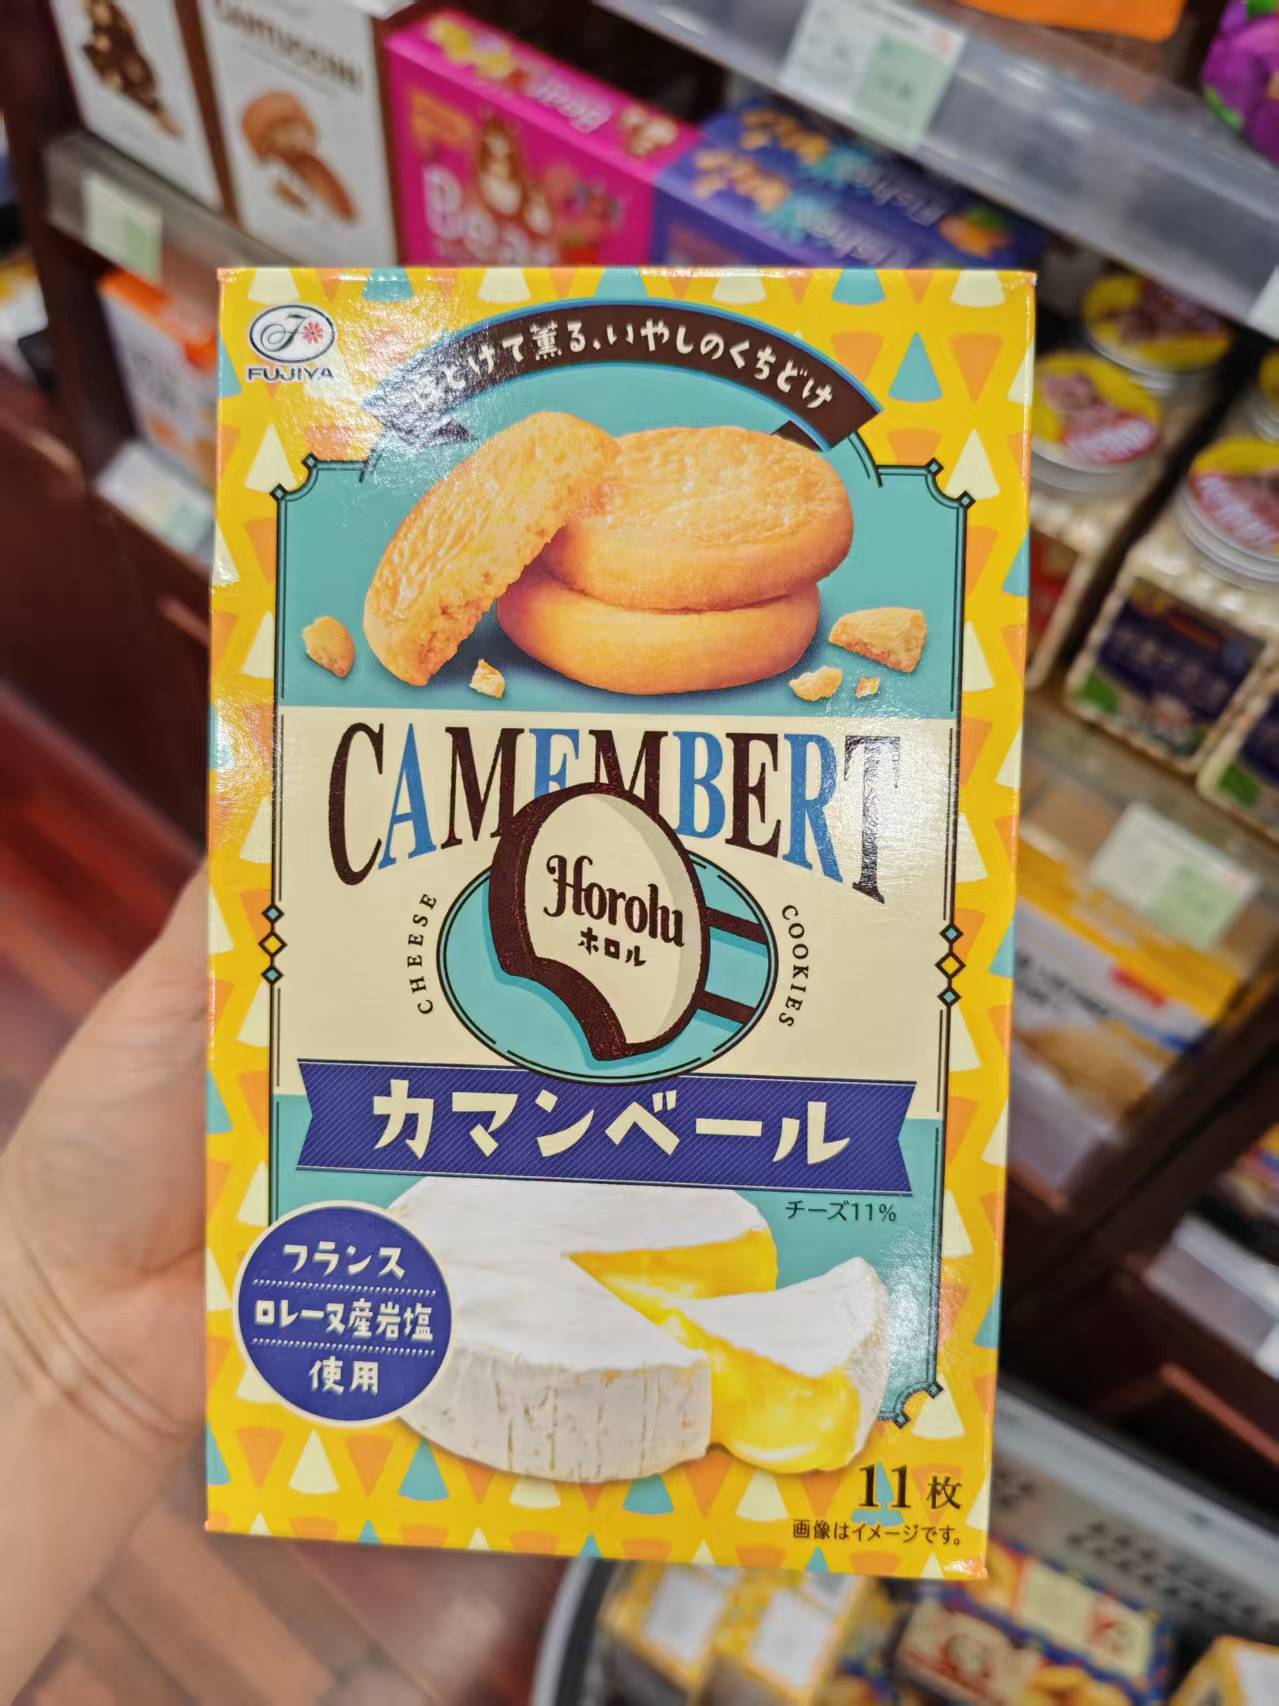 Bear
FUJIYA
ほどけて薫る、いやしのくちどけ
CAMEMBERT
CHEESE
Horolu
ホロル
COOKIES
カマンベール
チーズ11%
フランス
ロレーヌ産岩塩
使用
11枚
画像はイメージです。